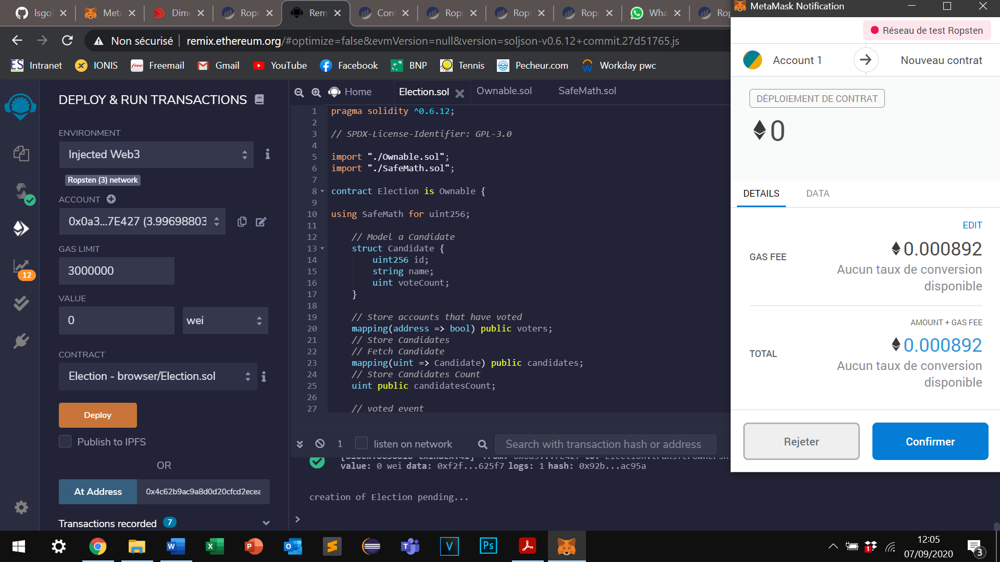 lsgol
Meta
Dime
Rops
Rem
Cont
Rops
Rops
Rops
Wha
Rop
MetaMask Notification
Non sécurisé
remix.ethereum.org/#optimize=false&evmVersion=null&version=soljson-v0.6.12+commit.27d51765.js
ES Intranet
IONIS
free Freemail
Gmail
YouTube
Facebook
BNP
Tennis
Pecheur.com
Workday pwc
DEPLOY & RUN TRANSACTIONS
ENVIRONMENT
Injected Web3
Ropsten (3) network
ACCOUNT
0x0a3...7E427 (3.99698803
GAS LIMIT
3000000
VALUE
0
wei
CONTRACT
Election - browser/Election.sol
Deploy
Publish to IPFS
OR
At Address
0x4c62b9ac9a8d0d20cfcd2ecea
Transactions recorded 7
12
Home
Election.sol
Ownable.sol
SafeMath.sol
1 pragma solidity ^0.6.12;
2
3 // SPDX-License-Identifier: GPL-3.0
4
5 import "./Ownable.sol";
6 import "./SafeMath.sol";
7
8 contract Election is Ownable {
9
10 using SafeMath for uint256;
11
12 // Model a Candidate
13 struct Candidate {
14 uint256 id;
15 string name;
16 uint voteCount;
17 }
18
19 // Store accounts that have voted
20 mapping(address => bool) public voters;
21 // Store Candidates
22 // Fetch Candidate
23 mapping(uint => Candidate) public candidates;
24 // Store Candidates Count
25 uint public candidatesCount;
26
27 // voted event
1
listen on network
Search with transaction hash or address
value: 0 wei data: 0xf2f...625f7 logs: 1 hash: 0x92b...ac95a
creation of Election pending...
>
Réseau de test Ropsten
Account 1
Nouveau contrat
DÉPLOIEMENT DE CONTRAT
0
DETAILS
DATA
EDIT
GAS FEE
0.000892
Aucun taux de conversion
disponible
AMOUNT + GAS FEE
TOTAL
0.000892
Aucun taux de conversion
disponible
Rejeter
Confirmer
W
X
P
O
S
T
V
Ps
1
12:05
07/09/2020
3